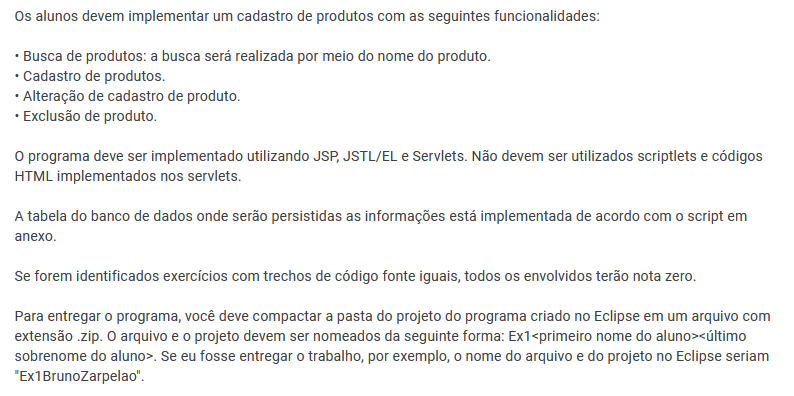 Os alunos devem implementar um cadastro de produtos com as seguintes funcionalidades:
• Busca de produtos: a busca será realizada por meio do nome do produto.
• Cadastro de produtos.
• Alteração de cadastro de produto.
• Exclusão de produto.
O programa deve ser implementado utilizando JSP, JSTL/EL e Servlets. Não devem ser utilizados scriptlets e códigos
HTML implementados nos servlets.
A tabela do banco de dados onde serão persistidas as informações está implementada de acordo com o script em
anexo.
Se forem identificados exercícios com trechos de código fonte iguais, todos os envolvidos terão nota zero.
Para entregar o programa, você deve compactar a pasta do projeto do programa criado no Eclipse em um arquivo com
extensão .zip. O arquivo e o projeto devem ser nomeados da seguinte forma: Ex1<primeiro nome do aluno><último
sobrenome do aluno>. Se eu fosse entregar o trabalho, por exemplo, o nome do arquivo e do projeto no Eclipse seriam
"Ex1BrunoZarpelao".